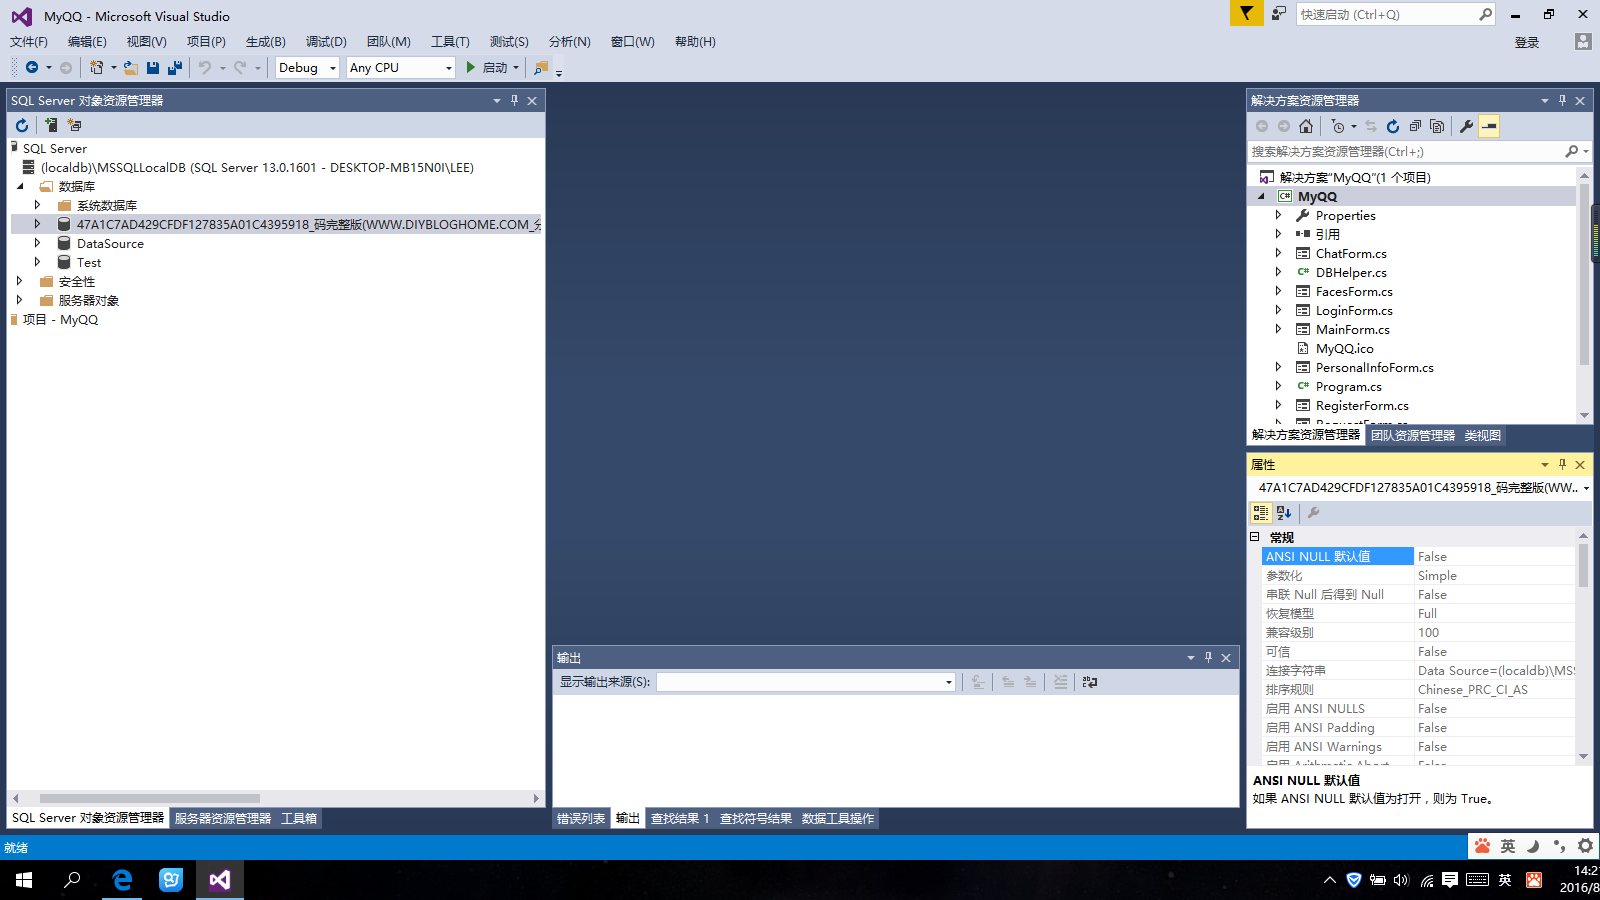 MyQQ - Microsoft Visual Studio
快速启动 (Ctrl+Q)
文件(F) 编辑(E) 视图(V) 项目(P) 生成(B) 调试(D) 团队(M) 工具(T) 测试(S) 分析(N) 窗口(W) 帮助(H)
登录
Debug Any CPU 启动
SQL Server 对象资源管理器
SQL Server
(localdb)\MSSQLLocalDB (SQL Server 13.0.1601 - DESKTOP-MB15N0I\LEE)
数据库
系统数据库
47A1C7AD429CFDF127835A01C4395918_码完整版(WWW.DIYBLOGHOME.COM_分
DataSource
Test
安全性
服务器对象
项目 - MyQQ
SQL Server 对象资源管理器 服务器资源管理器 工具箱
输出
显示输出来源(S):
错误列表 输出 查找结果 1 查找符号结果 数据工具操作
解决方案资源管理器
搜索解决方案资源管理器(Ctrl+;)
解决方案"MyQQ"(1 个项目)
MyQQ
Properties
引用
ChatForm.cs
DBHelper.cs
FacesForm.cs
LoginForm.cs
MainForm.cs
MyQQ.ico
PersonalInfoForm.cs
Program.cs
RegisterForm.cs
RequestForm.cs
解决方案资源管理器 团队资源管理器 类视图
属性
47A1C7AD429CFDF127835A01C4395918_码完整版(WW..
常规
ANSI NULL 默认值 False
参数化 Simple
串联 Null 后得到 Null False
恢复模型 Full
兼容级别 100
可信 False
连接字符串 Data Source=(localdb)\MSS
排序规则 Chinese_PRC_CI_AS
启用 ANSI NULLS False
启用 ANSI Padding False
启用 ANSI Warnings False
启用 Arithmetic Abort False
ANSI NULL 默认值
如果 ANSI NULL 默认值为打开，则为 True。
就绪
英
英
14:2
2016/8